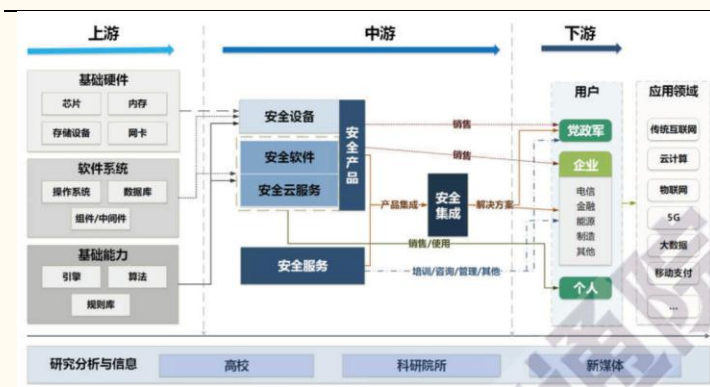 上游
中游
下游
基础硬件
芯片
内存
存储设备
网卡
软件系统
操作系统
数据库
组件/中间件
基础能力
引擎
算法
规则库
安全设备
安全软件
安全云服务
安全产品
安全服务
产品集成
安全集成
解决方案
销售
销售
销售/使用
培训/咨询/管理/其他
用户
党政军
企业
电信
金融
能源
制造
其他
个人
应用领域
传统互联网
云计算
物联网
5G
大数据
移动支付
...
研究分析与信息
高校
科研院所
新媒体